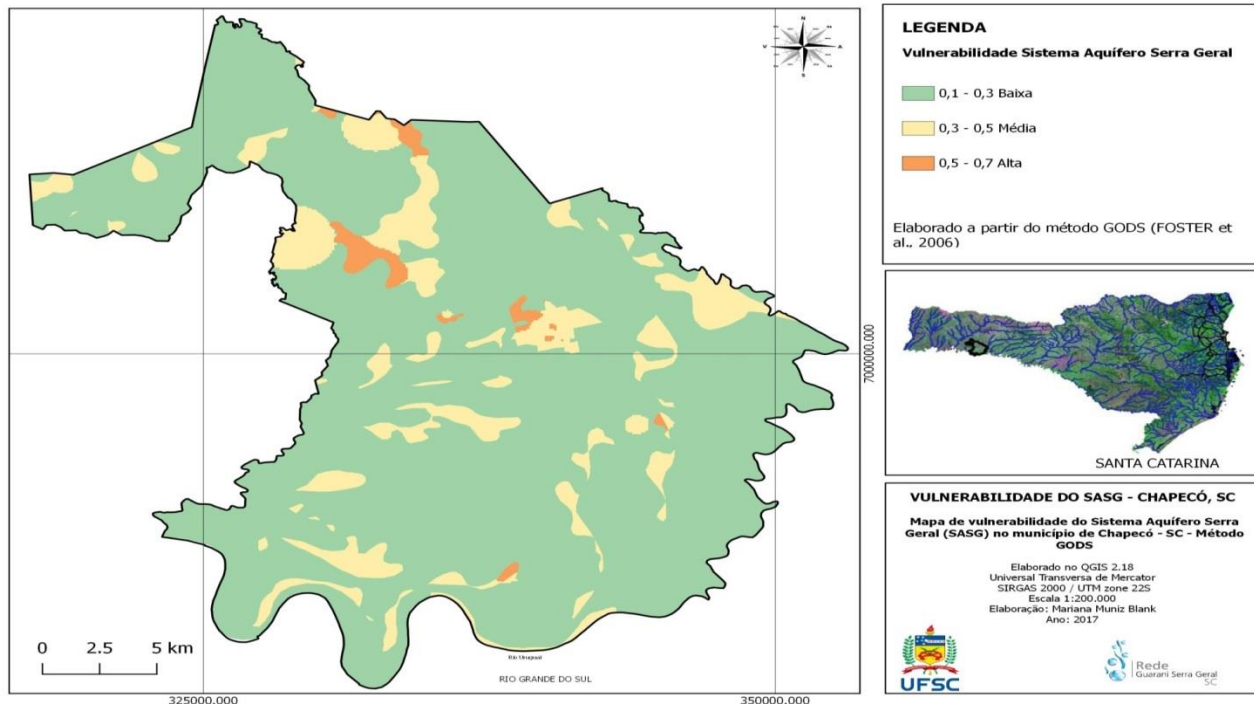 N
V
A
S
7000000.000
0
2.5
5 km
Rio Uruguai
RIO GRANDE DO SUL
325000.000
350000.000
LEGENDA
Vulnerabilidade Sistema Aquífero Serra Geral
0,1 - 0,3 Baixa
0,3 - 0,5 Média
0,5 - 0,7 Alta
Elaborado a partir do método GODS (FOSTER et
al., 2006)
SANTA CATARINA
VULNERABILIDADE DO SASG - CHAPECÓ, SC
Mapa de vulnerabilidade do Sistema Aquífero Serra
Geral (SASG) no município de Chapecó - SC - Método
GODS
Elaborado no QGIS 2.18
Universal Transversa de Mercator
SIRGAS 2000 / UTM zone 22S
Escala 1:200.000
Elaboração: Mariana Muniz Blank
Ano: 2017
UFSC
Rede
Guarani Serra Geral
SC